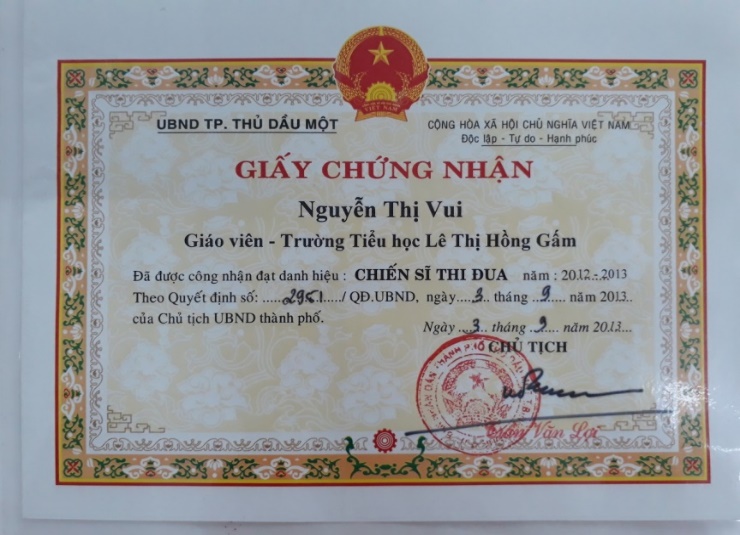 VIỆT NAM
UBND TP. THỦ DẦU MỘT
CỘNG HÒA XÃ HỘI CHỦ NGHĨA VIỆT NAM
Độc lập - Tự do - Hạnh phúc
GIẤY CHỨNG NHẬN
Nguyễn Thị Vui
Giáo viên - Trường Tiểu học Lê Thị Hồng Gấm
Đã được công nhận đạt danh hiệu : CHIẾN SĨ THI ĐUA năm : 2012 - 2013
Theo Quyết định số: .....2951...../ QĐ.UBND, ngày....3.. tháng ..9.... năm 2013..
của Chủ tịch UBND thành phố.
Ngày ...3... tháng ...9... năm 2013...
CHỦ TỊCH
Văn